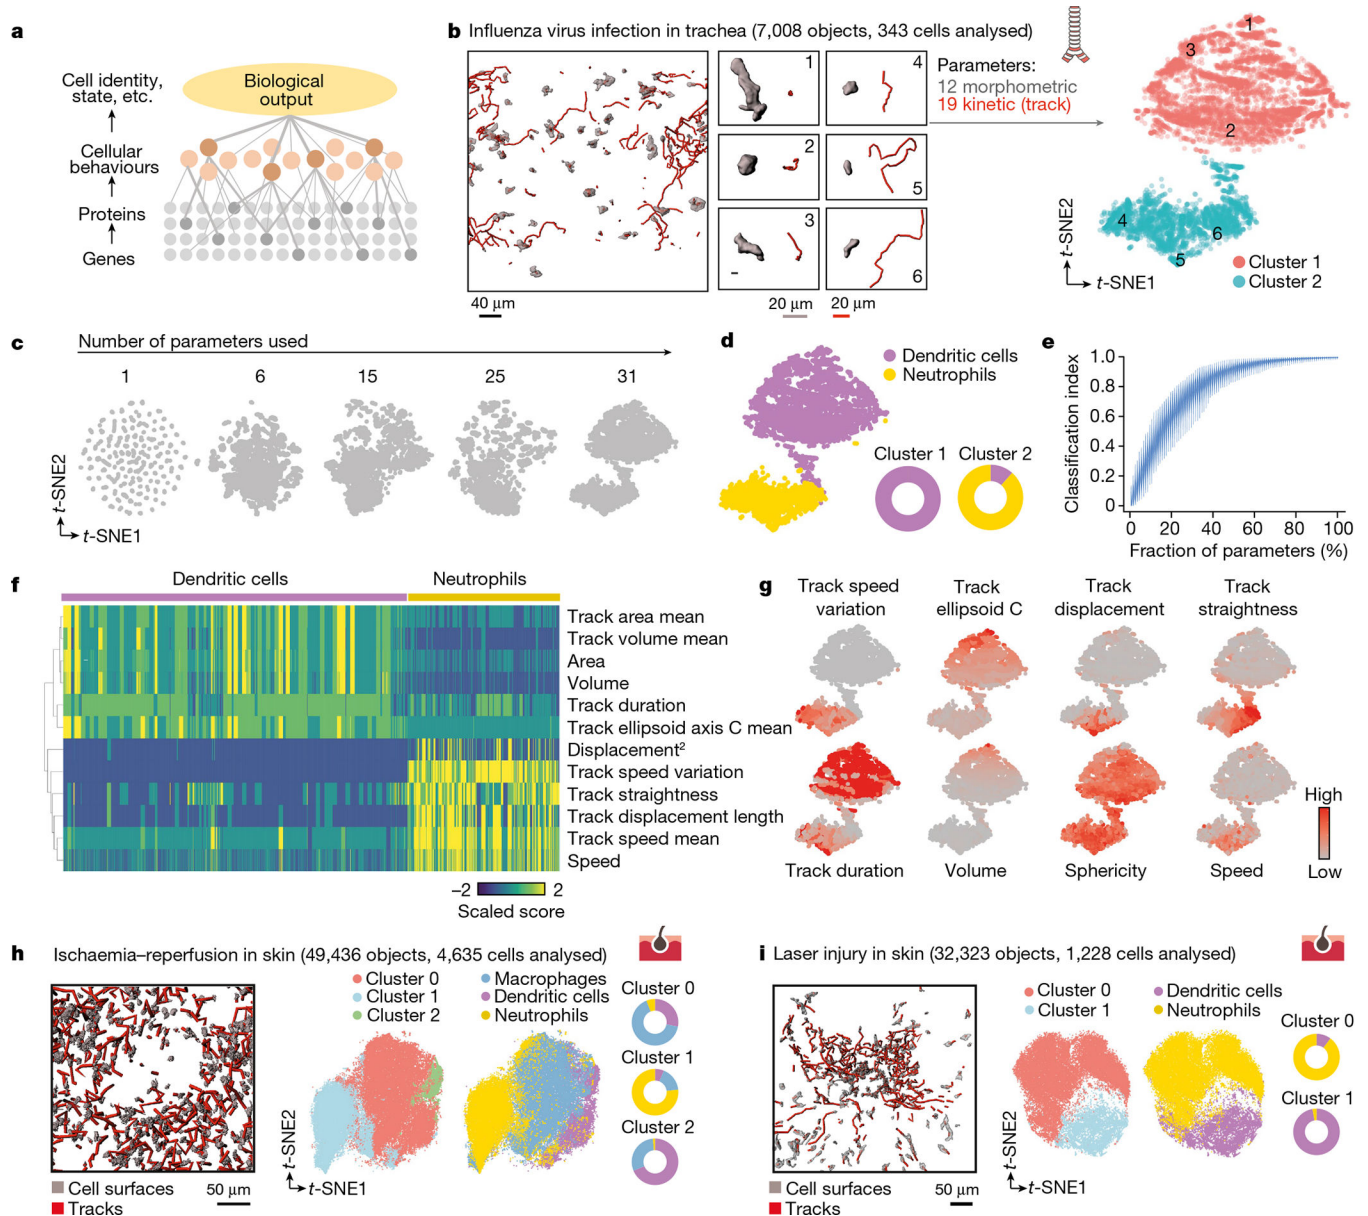 a
Cell identity,
state, etc.
Biological
output
Cellular
behaviours
Proteins
Genes
b Influenza virus infection in trachea (7,008 objects, 343 cells analysed)
1
2
3
4
5
6
40 µm
20 µm
20 µm
Parameters:
12 morphometric
19 kinetic (track)
1
3
2
4
6
5
t-SNE2
t-SNE1
Cluster 1
Cluster 2
c
Number of parameters used
1 6 15 25 31
t-SNE2
t-SNE1
d
Dendritic cells
Neutrophils
Cluster 1
Cluster 2
e
Classification index
1.0
0.8
0.6
0.4
0.2
0
0 20 40 60 80 100
Fraction of parameters (%)
f
Dendritic cells
Neutrophils
Track area mean
Track volume mean
Area
Volume
Track duration
Track ellipsoid axis C mean
Displacement²
Track speed variation
Track straightness
Track displacement length
Track speed mean
Speed
−2 2
Scaled score
g
Track speed
variation
Track
ellipsoid C
Track
displacement
Track
straightness
Track duration
Volume
Sphericity
Speed
High
Low
h Ischaemia–reperfusion in skin (49,436 objects, 4,635 cells analysed)
Cell surfaces
Tracks
50 µm
Cluster 0
Cluster 1
Cluster 2
Macrophages
Dendritic cells
Neutrophils
t-SNE2
t-SNE1
Cluster 0
Cluster 1
Cluster 2
i Laser injury in skin (32,323 objects, 1,228 cells analysed)
Cell surfaces
Tracks
50 µm
Cluster 0
Cluster 1
Dendritic cells
Neutrophils
t-SNE2
t-SNE1
Cluster 0
Cluster 1